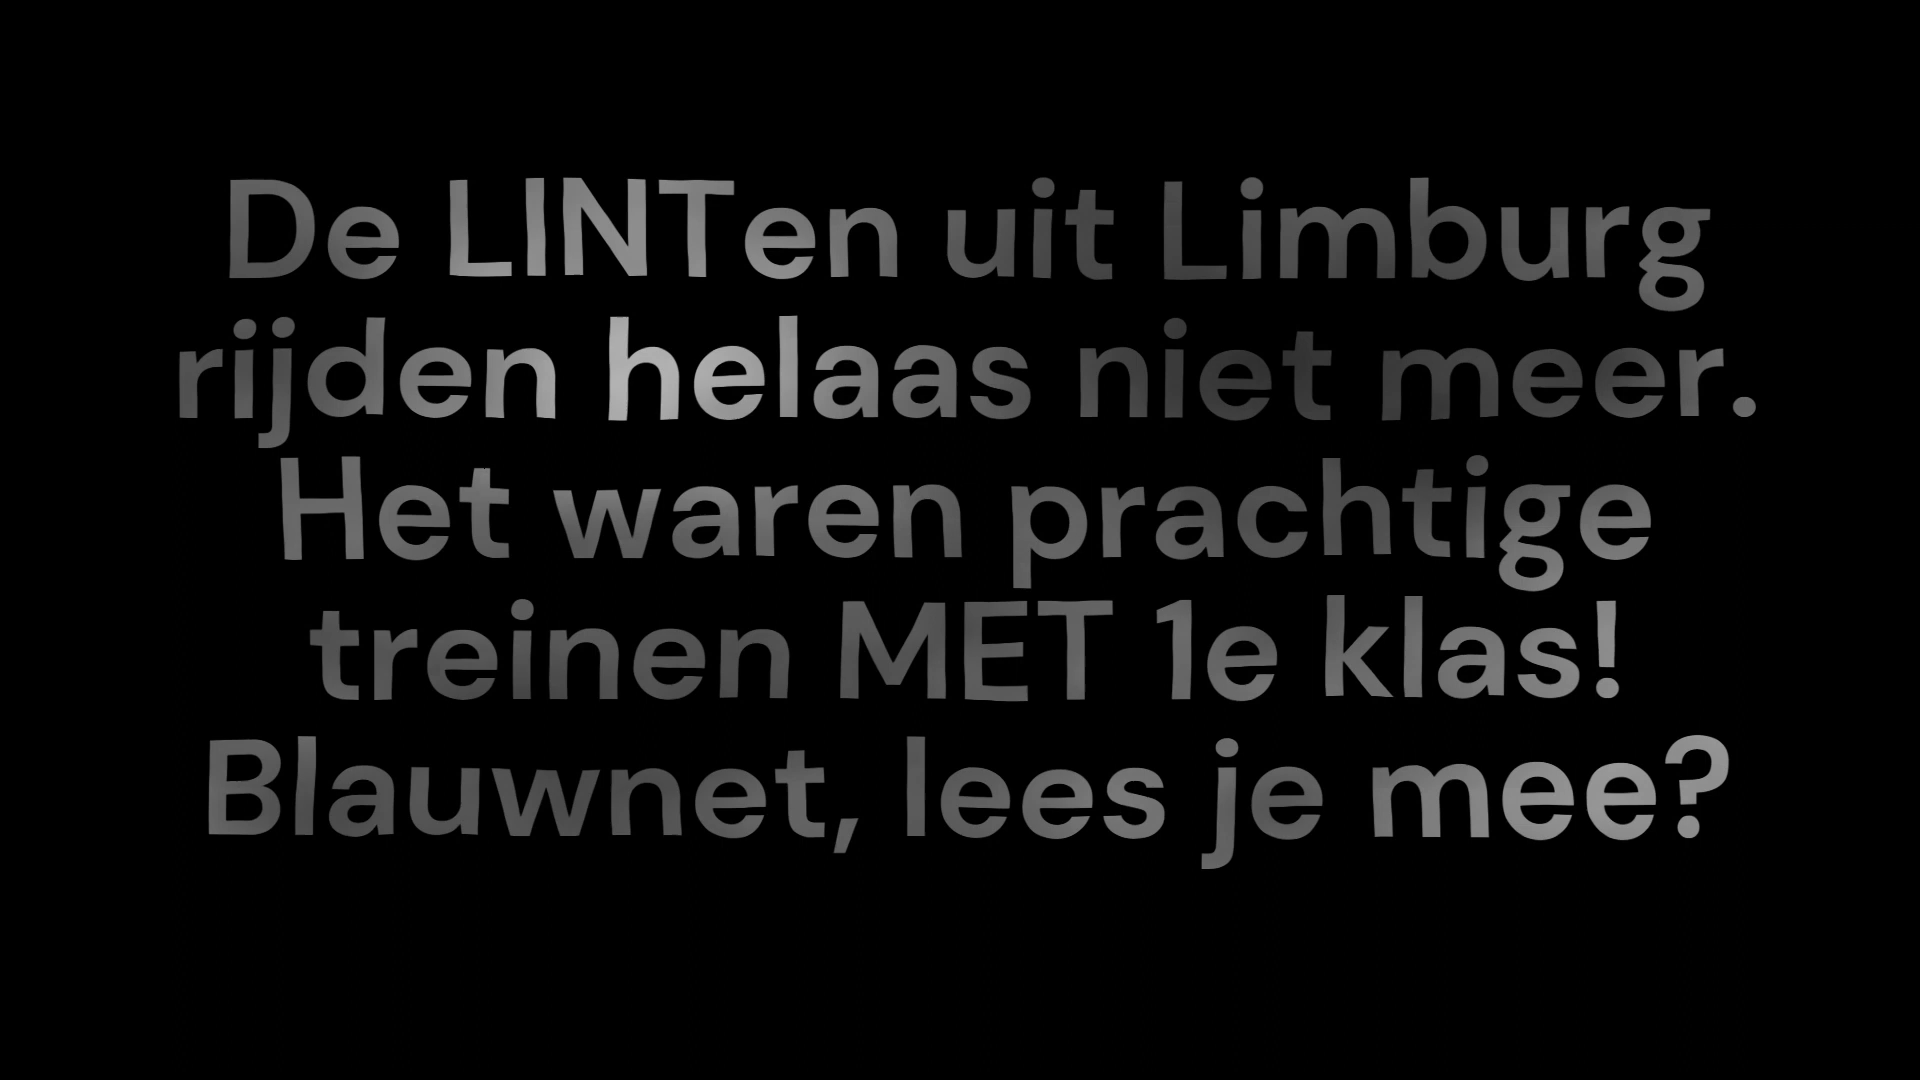 De LINTen uit Limburg
rijden helaas niet meer.
Het waren prachtige
treinen MET 1e klas!
Blauwnet, lees je mee?